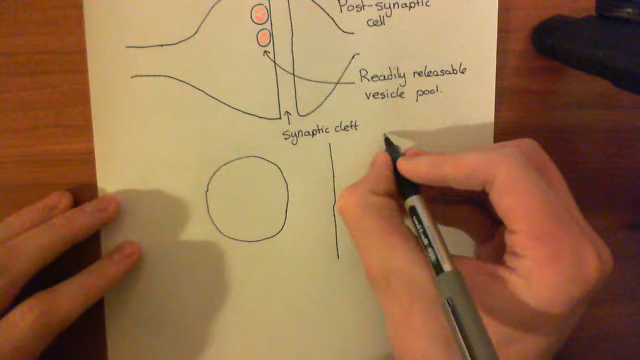 Post-synaptic
cell
Readily releasable
vesicle pool.
Synaptic cleft